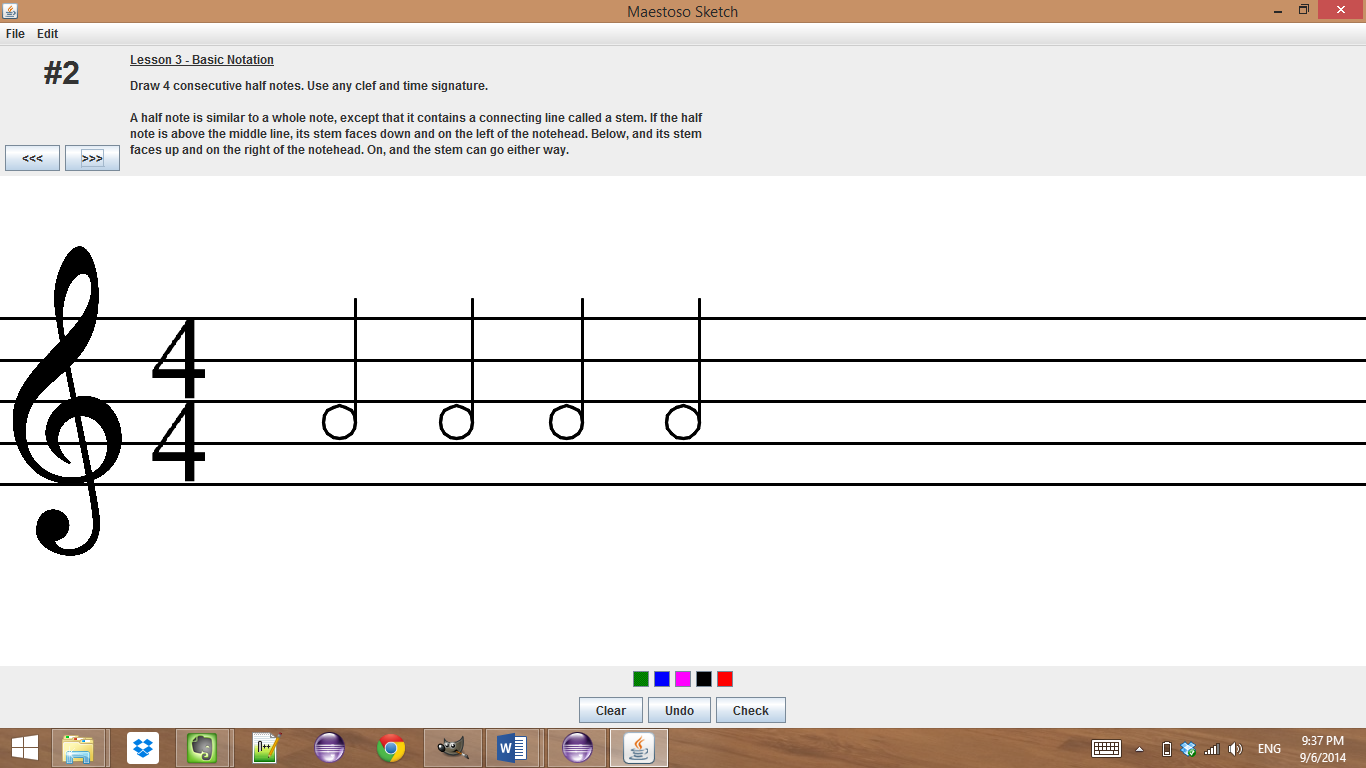 Maestoso Sketch
File Edit
#2
Lesson 3 - Basic Notation
Draw 4 consecutive half notes. Use any clef and time signature.
A half note is similar to a whole note, except that it contains a connecting line called a stem. If the half
note is above the middle line, its stem faces down and on the left of the notehead. Below, and its stem
faces up and on the right of the notehead. On, and the stem can go either way.
<<< >>>
4
4
Clear Undo Check
ENG
9:37 PM
9/6/2014